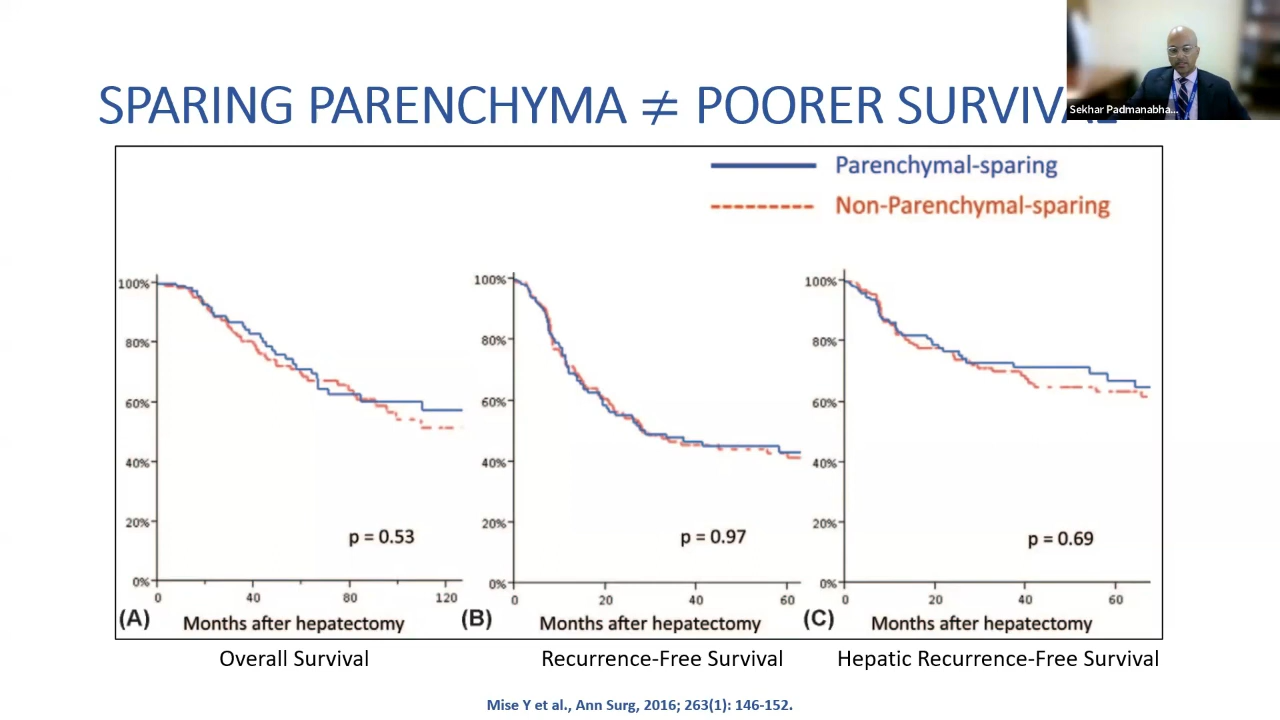 SPARING PARENCHYMA ≠ POORER SURVIVAL
Sekhar Padmanabha...
Parenchymal-sparing
Non-Parenchymal-sparing
100%
80%
60%
40%
20%
0%
0 40 80 120
p = 0.53
(A) Months after hepatectomy
100%
80%
60%
40%
20%
0%
0 20 40 60
p = 0.97
(B) Months after hepatectomy
100%
80%
60%
40%
20%
0%
0 20 40 60
p = 0.69
(C) Months after hepatectomy
Overall Survival
Recurrence-Free Survival
Hepatic Recurrence-Free Survival
Mise Y et al., Ann Surg, 2016; 263(1): 146-152.